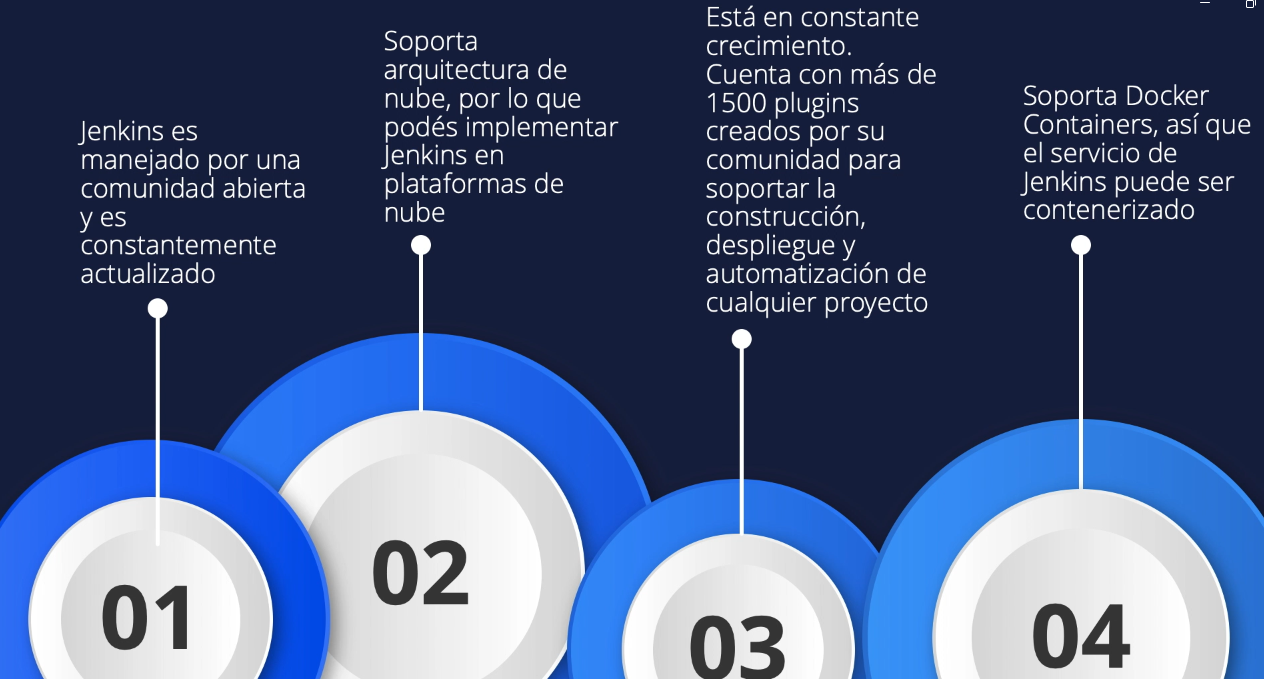 Jenkins es
manejado por una
comunidad abierta
y es
constantemente
actualizado
01
Soporta
arquitectura de
nube, por lo que
podés implementar
Jenkins en
plataformas de
nube
02
Está en constante
crecimiento.
Cuenta con más de
1500 plugins
creados por su
comunidad para
soportar la
construcción,
despliegue y
automatización de
cualquier proyecto
03
Soporta Docker
Containers, así que
el servicio de
Jenkins puede ser
contenerizado
04